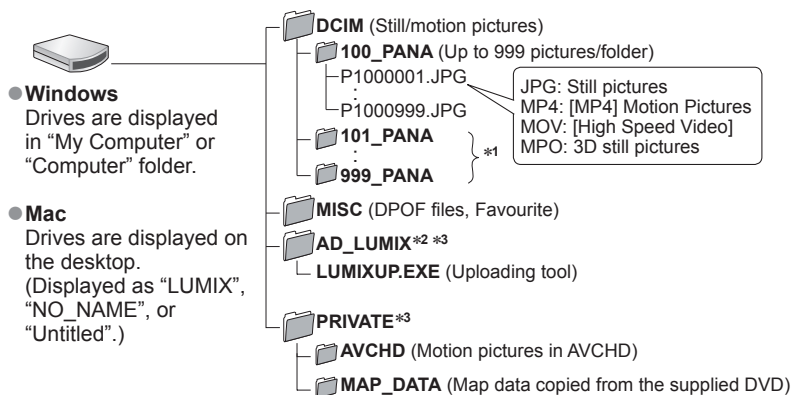 ● Windows
Drives are displayed
in “My Computer” or
“Computer” folder.
● Mac
Drives are displayed on
the desktop.
(Displayed as “LUMIX”,
“NO_NAME”, or
“Untitled”.)
DCIM (Still/motion pictures)
100_PANA (Up to 999 pictures/folder)
P1000001.JPG
:
P1000999.JPG
JPG: Still pictures
MP4: [MP4] Motion Pictures
MOV: [High Speed Video]
MPO: 3D still pictures
101_PANA
:
999_PANA
*1
MISC (DPOF files, Favourite)
AD_LUMIX*2 *3
LUMIXUP.EXE (Uploading tool)
PRIVATE*3
AVCHD (Motion pictures in AVCHD)
MAP_DATA (Map data copied from the supplied DVD)